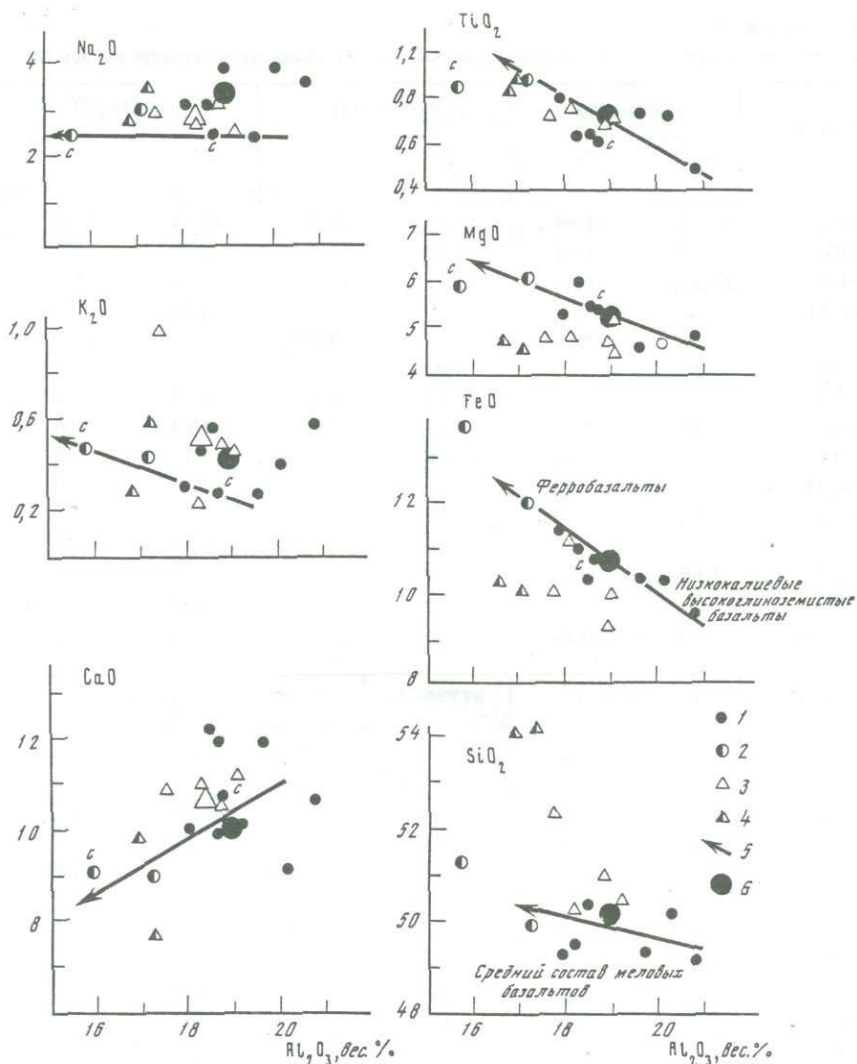 Na₂O
4
2
c
c
K₂O
1,0
0,6
0,2
c
c
CaO
12
10
8
c
c
16
18
20
Al₂O₃, вес.%
TiO₂
1,2
1,0
0,8
0,6
0,4
c
c
MgO
7
6
5
4
c
c
FeO
12
10
8
c
c
Ферробазальты
Низкокалиевые
высокоглиноземистые
базальты
SiO₂
54
52
50
48
c
Средний состав меловых
базальтов
1
2
3
4
5
6
16
18
20
Al₂O₃, вес.%